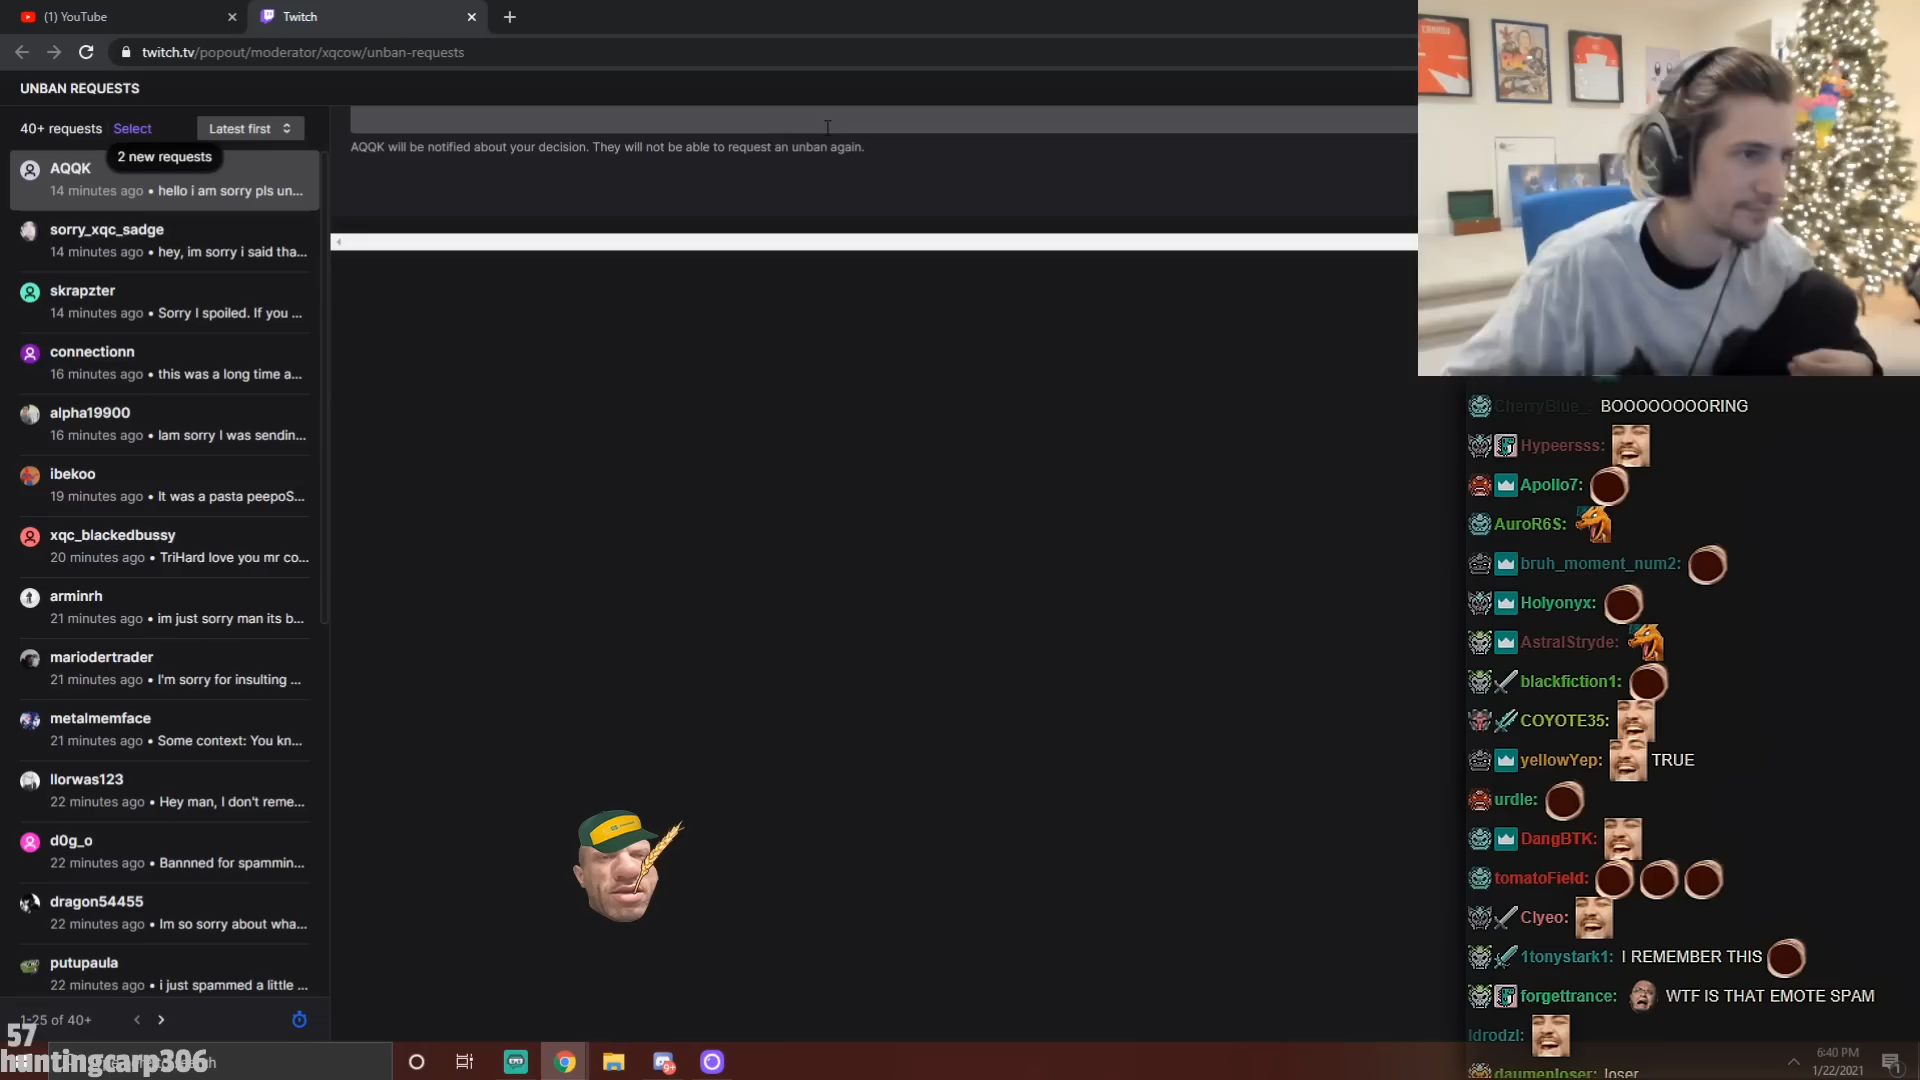 (1) YouTube
Twitch
twitch.tv/popout/moderator/xqcow/unban-requests
UNBAN REQUESTS
40+ requests Select Latest first
2 new requests
AQQK
14 minutes ago • hello i am sorry pls un...
sorry_xqc_sadge
14 minutes ago • hey, im sorry i said tha...
skrapzter
14 minutes ago • Sorry I spoiled. If you ...
connectionn
16 minutes ago • this was a long time a...
alpha19900
16 minutes ago • Iam sorry I was sendin...
ibekoo
19 minutes ago • It was a pasta peepoS...
xqc_blackedbussy
20 minutes ago • TriHard love you mr co...
arminrh
21 minutes ago • im just sorry man its b...
mariodertrader
21 minutes ago • I'm sorry for insulting ...
metalmemface
21 minutes ago • Some context: You kn...
llorwas123
22 minutes ago • Hey man, I don't reme...
d0g_o
22 minutes ago • Bannned for spammin...
dragon54455
22 minutes ago • Im so sorry about wha...
putupaula
22 minutes ago • i just spammed a little ...
1-25 of 40+
57
huntingcarp306
AQQK will be notified about your decision. They will not be able to request an unban again.
CherryBlue_: BOOOOOOOORING
Hypeersss:
Apollo7:
AuroR6S:
bruh_moment_num2:
Holyonyx:
AstralStryde:
blackfiction1:
COYOTE35:
yellowYep: TRUE
urdle:
DangBTK:
tomatoField:
Clyeo:
1tonystark1: I REMEMBER THIS
forgettrance: WTF IS THAT EMOTE SPAM
ldrodzl:
daumenloser: loser
9+
6:40 PM
1/22/2021
1